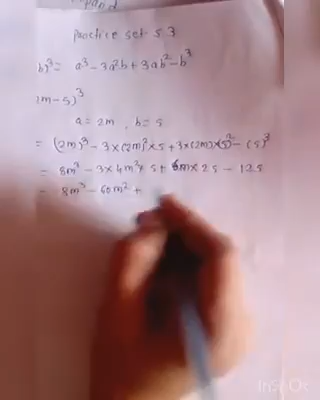 Practice set 5.3
b)³ = a³ - 3a²b + 3ab² - b³
2m - 5)³
a = 2m , b = 5
= (2m)³ - 3×(2m)²×5 + 3×(2m)×(5)² - (5)³
= 8m³ - 3×4m²×5 + 6m×25 - 125
= 8m³ - 60m² +